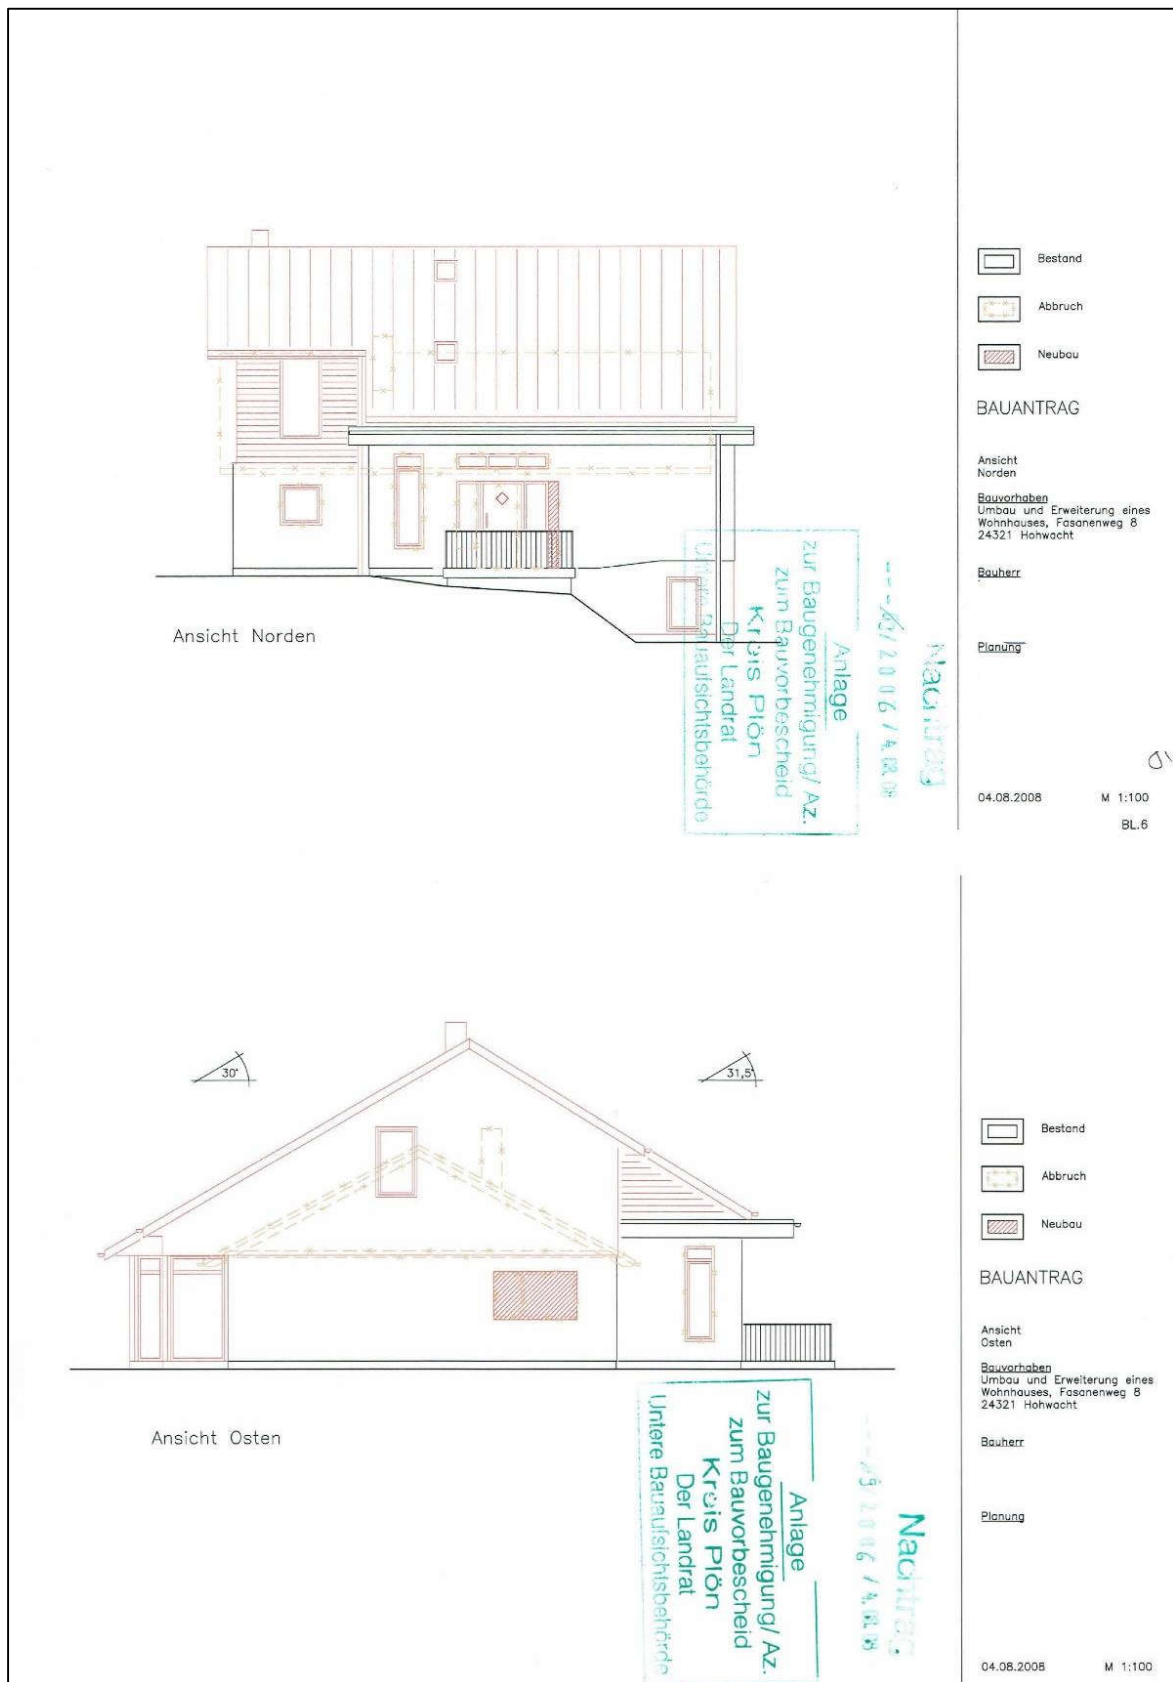 Bestand
Abbruch
Neubau
BAUANTRAG
Ansicht
Norden
Bauvorhaben
Umbau und Erweiterung eines
Wohnhauses, Fasanenweg 8
24321 Hohwacht
Bauherr
Planung
04.08.2008 M 1:100
BL.6
Ansicht Norden
Anlage
zur Baugenehmigung/ Az.
zum Bauvorbescheid
Kreis Plön
Der Landrat
Untere Bauaufsichtsbehörde
Nachtrag
30°
31,5°
Bestand
Abbruch
Neubau
BAUANTRAG
Ansicht
Osten
Bauvorhaben
Umbau und Erweiterung eines
Wohnhauses, Fasanenweg 8
24321 Hohwacht
Bauherr
Planung
04.08.2008 M 1:100
Ansicht Osten
Anlage
zur Baugenehmigung/ Az.
zum Bauvorbescheid
Kreis Plön
Der Landrat
Untere Bauaufsichtsbehörde
Nachtrag